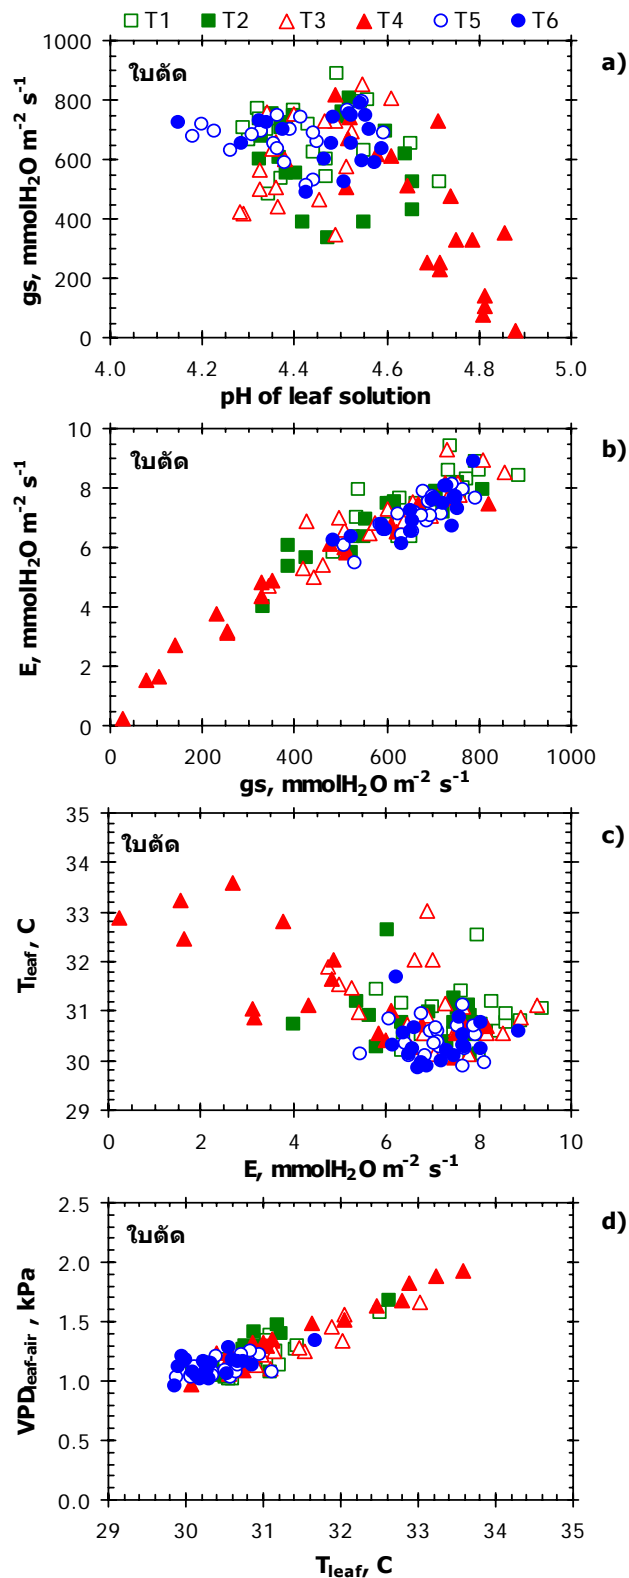 T1 T2 T3 T4 T5 T6
a)
ใบตัด
1000
800
600
400
200
0
gs, mmolH₂O m⁻² s⁻¹
4.0 4.2 4.4 4.6 4.8 5.0
pH of leaf solution
b)
ใบตัด
10
8
6
4
2
0
E, mmolH₂O m⁻² s⁻¹
0 200 400 600 800 1000
gs, mmolH₂O m⁻² s⁻¹
c)
ใบตัด
35
34
33
32
31
30
29
T_leaf, C
0 2 4 6 8 10
E, mmolH₂O m⁻² s⁻¹
d)
ใบตัด
2.5
2.0
1.5
1.0
0.5
0.0
VPD_leaf-air , kPa
29 30 31 32 33 34 35
T_leaf, C